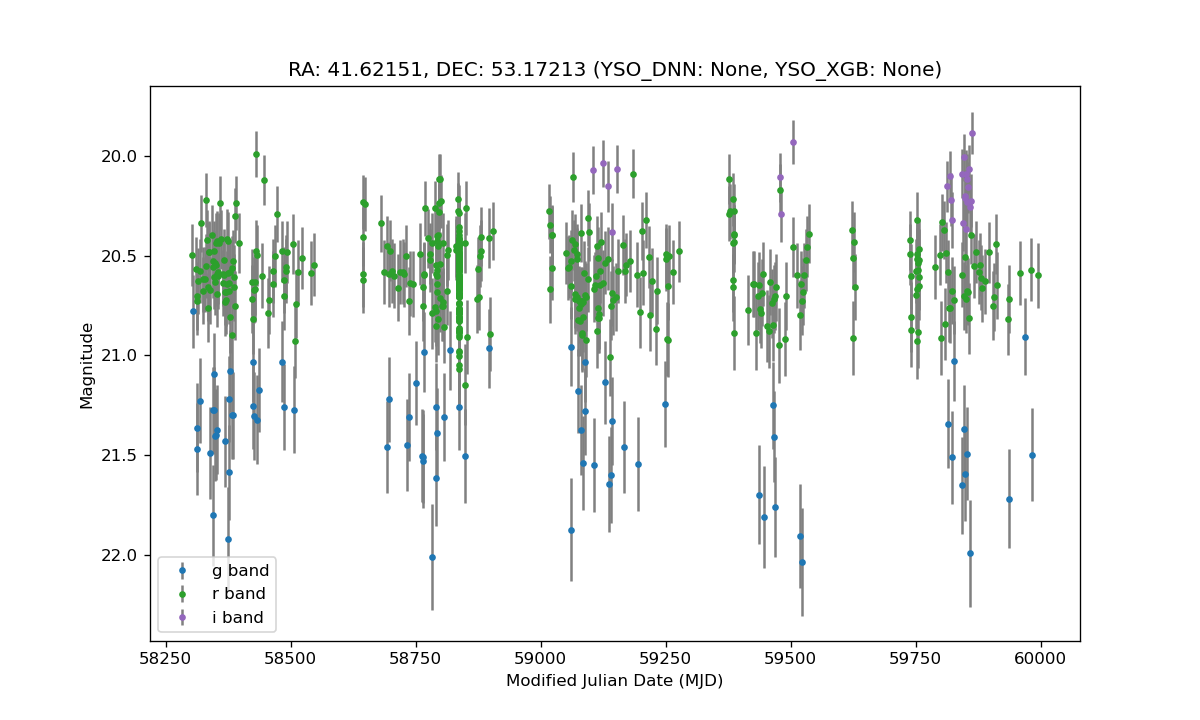 RA: 41.62151, DEC: 53.17213 (YSO_DNN: None, YSO_XGB: None)
Magnitude
20.0
20.5
21.0
21.5
22.0
g band
r band
i band
58250 58500 58750 59000 59250 59500 59750 60000
Modified Julian Date (MJD)